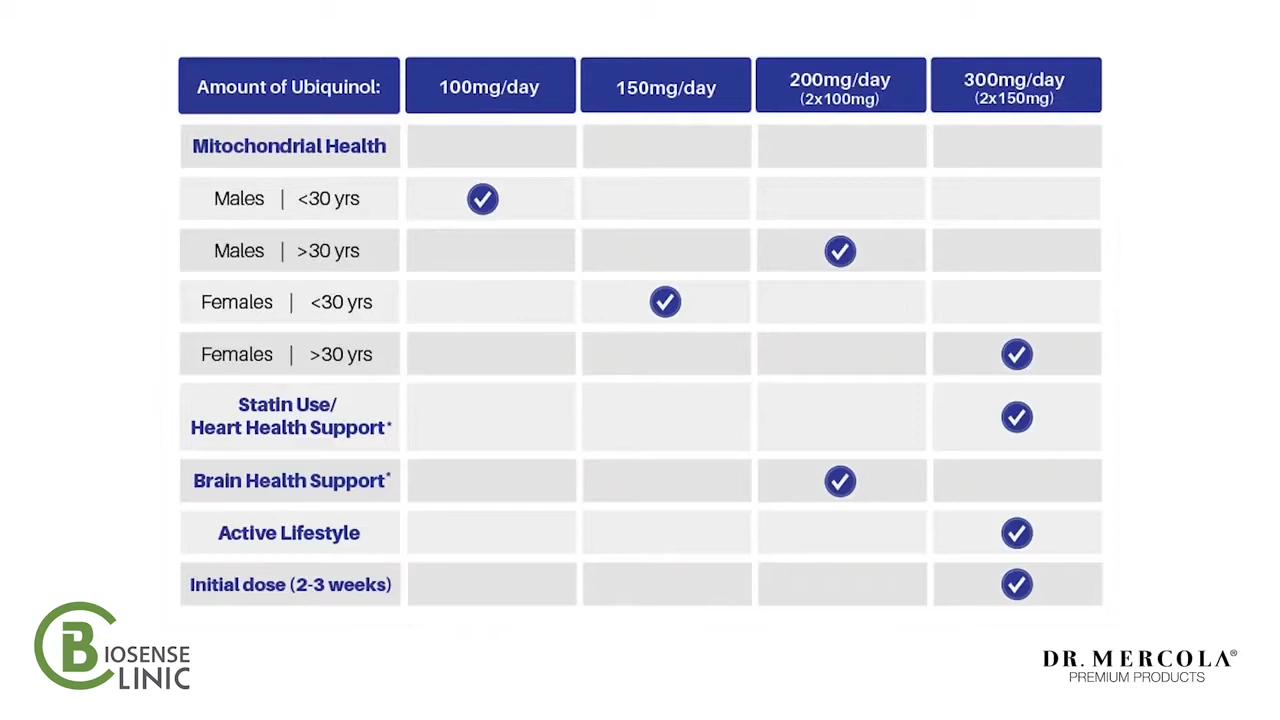 Amount of Ubiquinol: 100mg/day 150mg/day 200mg/day 300mg/day
(2x100mg) (2x150mg)
Mitochondrial Health
Males | <30 yrs
Males | >30 yrs
Females | <30 yrs
Females | >30 yrs
Statin Use/
Heart Health Support*
Brain Health Support*
Active Lifestyle
Initial dose (2-3 weeks)
BIOSENSE
CLINIC
DR. MERCOLA®
PREMIUM PRODUCTS